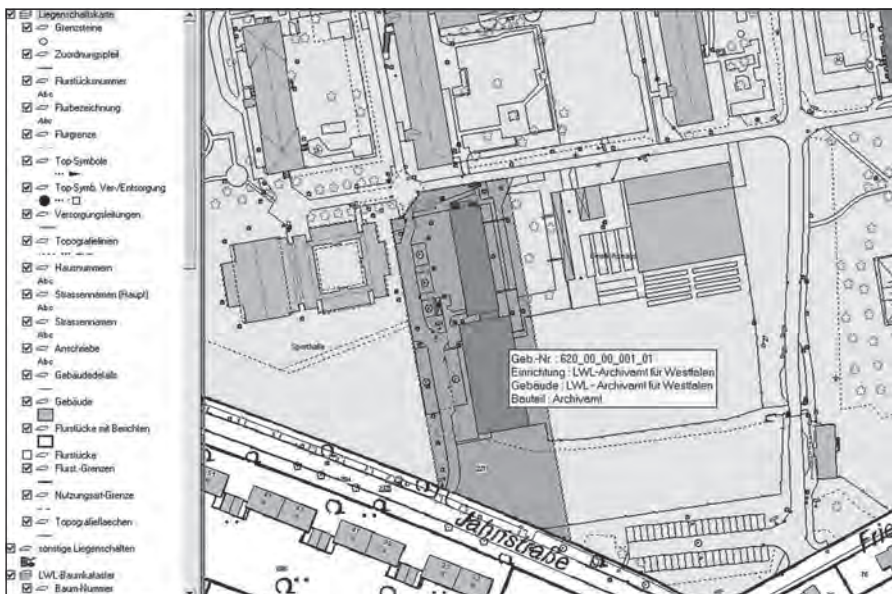 Liegenschaftskarte
Grenzsteine
Zuordnungspfeil
Flurstücksnummer
Abc
Flurbezeichnung
Abc
Flurgrenze
Top-Symbole
Top-Symb. Ver-/Entsorgung
Versorgungsleitungen
Topografielinien
Hausnummern
Abc
Strassennamen (Haupt)
Abc
Strassennamen
Abc
Anschriebe
Abc
Gebäudedetails
Gebäude
Flurstücke mit Berichten
Flurstücke
Flurst.-Grenzen
Nutzungsart-Grenze
Topografieflaechen
sonstige Liegenschaften
LWL-Baumkataster
Baum-Nummer
Sporthalle
Geb.-Nr. : 620_00_00_001_01
Einrichtung : LWL-Archivamt für Westfalen
Gebäude : LWL - Archivamt für Westfalen
Bauteil : Archivamt
221
Jahnstraße
Frie